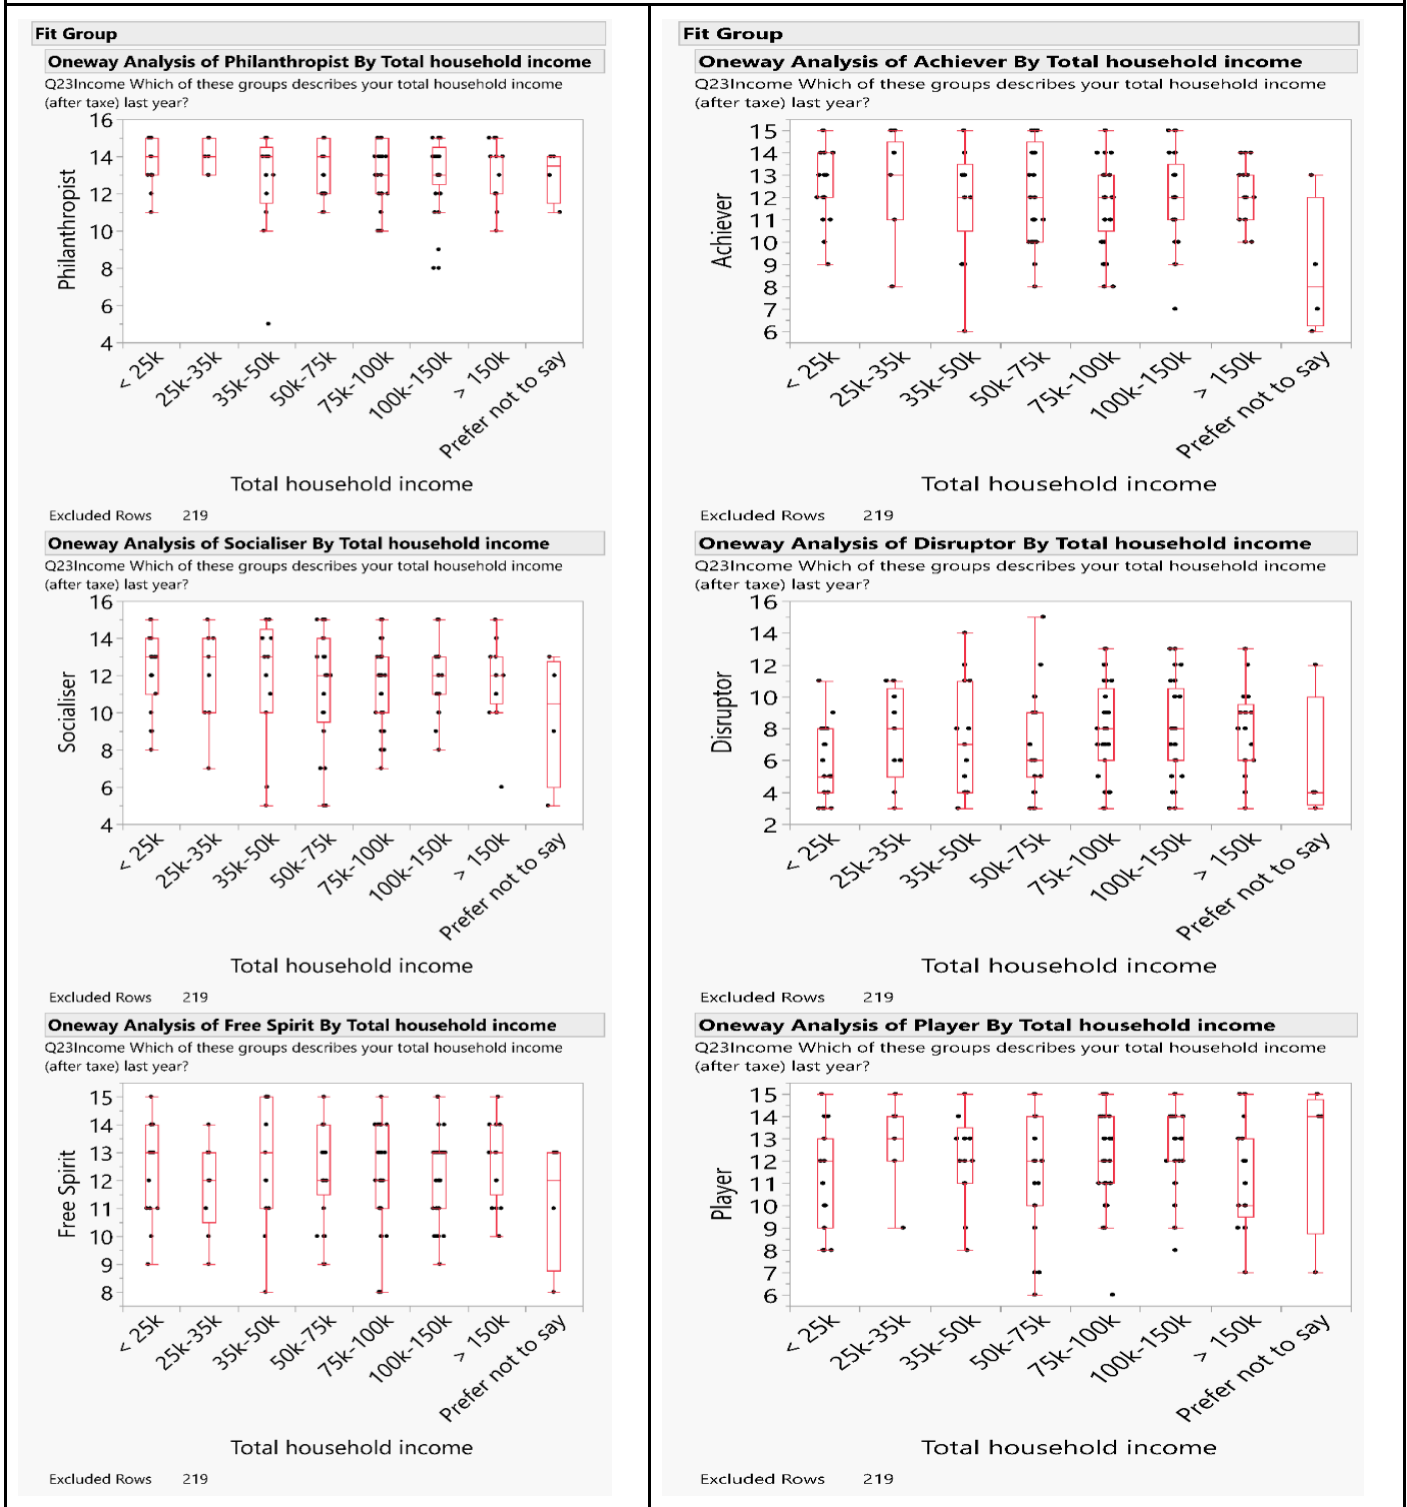 Fit Group
Oneway Analysis of Philanthropist By Total household income
Q23Income Which of these groups describes your total household income
(after taxe) last year?
16
14
12
10
8
6
4
Philanthropist
< 25k
25k-35k
35k-50k
50k-75k
75k-100k
100k-150k
> 150k
Prefer not to say
Total household income
Excluded Rows 219
Oneway Analysis of Socialiser By Total household income
Q23Income Which of these groups describes your total household income
(after taxe) last year?
16
14
12
10
8
6
4
Socialiser
< 25k
25k-35k
35k-50k
50k-75k
75k-100k
100k-150k
> 150k
Prefer not to say
Total household income
Excluded Rows 219
Oneway Analysis of Free Spirit By Total household income
Q23Income Which of these groups describes your total household income
(after taxe) last year?
15
14
13
12
11
10
9
8
Free Spirit
< 25k
25k-35k
35k-50k
50k-75k
75k-100k
100k-150k
> 150k
Prefer not to say
Total household income
Excluded Rows 219
Fit Group
Oneway Analysis of Achiever By Total household income
Q23Income Which of these groups describes your total household income
(after taxe) last year?
15
14
13
12
11
10
9
8
7
6
Achiever
< 25k
25k-35k
35k-50k
50k-75k
75k-100k
100k-150k
> 150k
Prefer not to say
Total household income
Excluded Rows 219
Oneway Analysis of Disruptor By Total household income
Q23Income Which of these groups describes your total household income
(after taxe) last year?
16
14
12
10
8
6
4
2
Disruptor
< 25k
25k-35k
35k-50k
50k-75k
75k-100k
100k-150k
> 150k
Prefer not to say
Total household income
Excluded Rows 219
Oneway Analysis of Player By Total household income
Q23Income Which of these groups describes your total household income
(after taxe) last year?
15
14
13
12
11
10
9
8
7
6
Player
< 25k
25k-35k
35k-50k
50k-75k
75k-100k
100k-150k
> 150k
Prefer not to say
Total household income
Excluded Rows 219